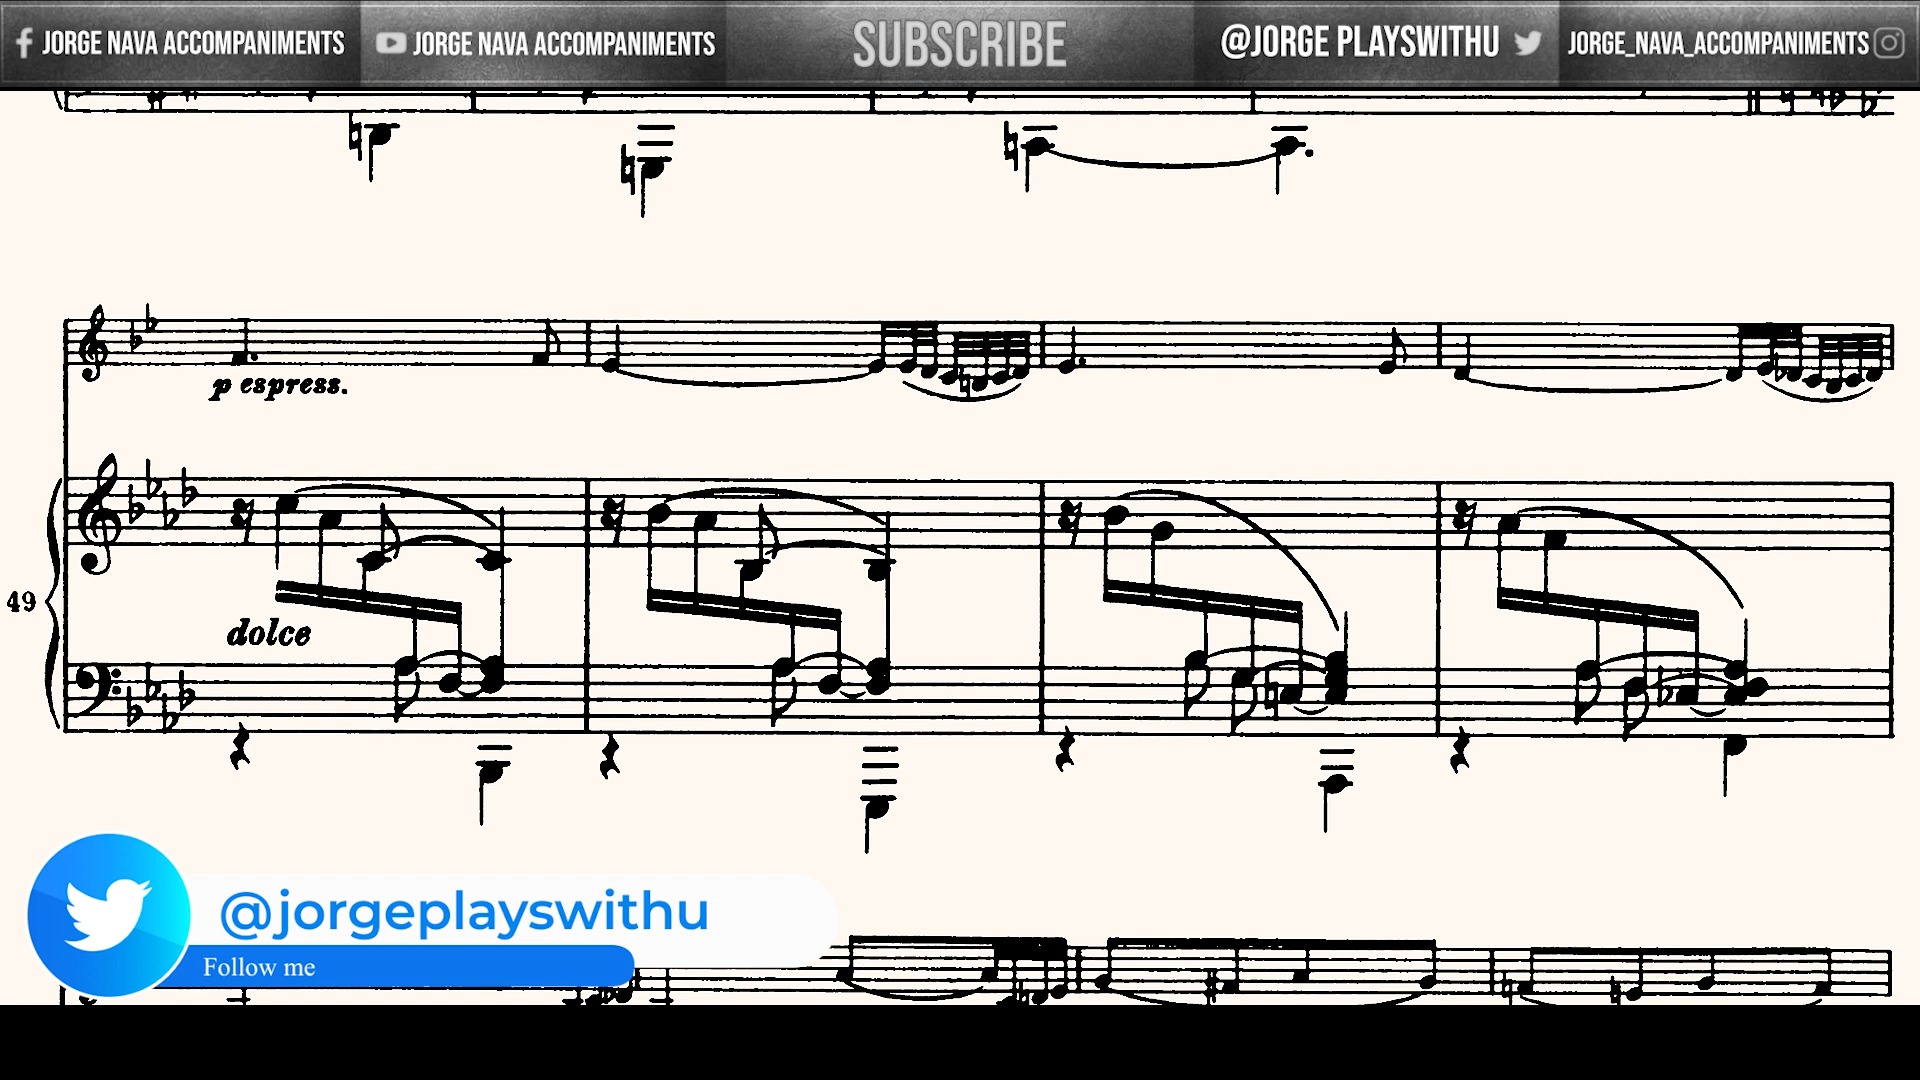 JORGE NAVA ACCOMPANIMENTS JORGE NAVA ACCOMPANIMENTS SUBSCRIBE @JORGE PLAYSWITHU JORGE_NAVA_ACCOMPANIMENTS
p espress.
49
dolce
@jorgeplayswithu
Follow me